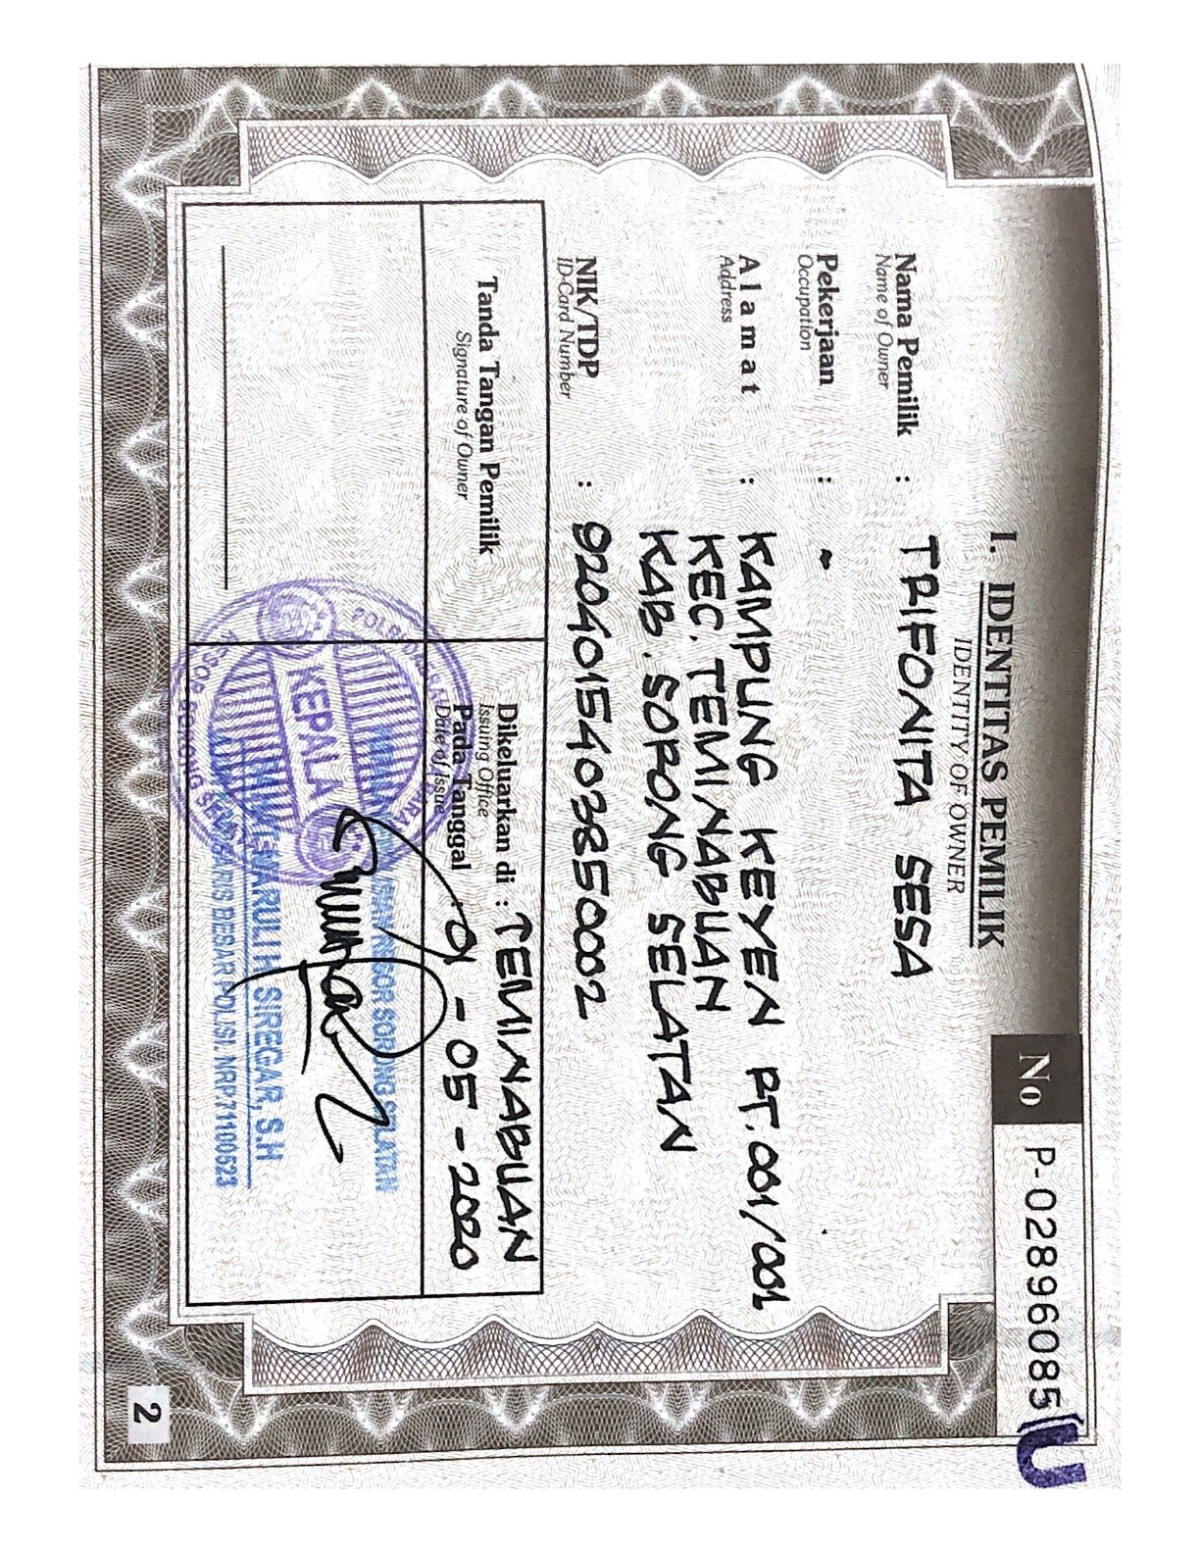 No P-02896085
U
I. IDENTITAS PEMILIK
IDENTITY OF OWNER
Nama Pemilik : TRIFONITA SESA
Name of Owner
Pekerjaan : -
Occupation
Alamat : KAMPUNG KEYEN RT.001/001
Address
KEC. TEMINABUAN
KAB. SORONG SELATAN
NIK/TDP : 9204015403850002
ID-Card Number
Tanda Tangan Pemilik
Signature of Owner
Dikeluarkan di : TEMINABUAN
Issuing Office
Pada Tanggal 01-05-2020
Date of Issue
SORONG SELATAN
KEPALA
SIREGAR, S.H
BESAR POLISI. NRP.71100523
2